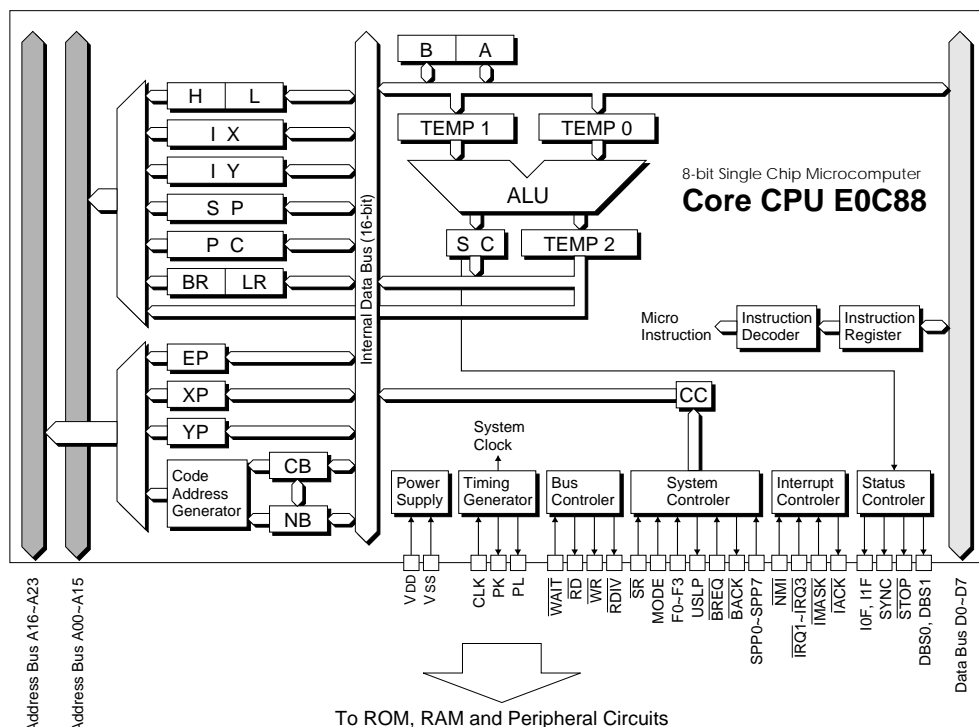 B A
H L
TEMP 1 TEMP 0
I X
I Y
8-bit Single Chip Microcomputer
Core CPU E0C88
ALU
S P
P C
S C TEMP 2
BR LR
Internal Data Bus (16-bit)
Micro
Instruction
Instruction
Decoder
Instruction
Register
EP
XP
YP
CC
System
Clock
Code
Address
Generator
CB
NB
Power
Supply
Timing
Generator
Bus
Controler
System
Controler
Interrupt
Controler
Status
Controler
VDD
VSS
CLK
PK
PL
WAIT
RD
WR
RDIV
SR
MODE
F0~F3
USLP
BREQ
BACK
SPP0~SPP7
NMI
IRQ1~IRQ3
IMASK
IACK
I0F, I1F
SYNC
STOP
DBS0, DBS1
Address Bus A16~A23
Address Bus A00~A15
Data Bus D0~D7
To ROM, RAM and Peripheral Circuits